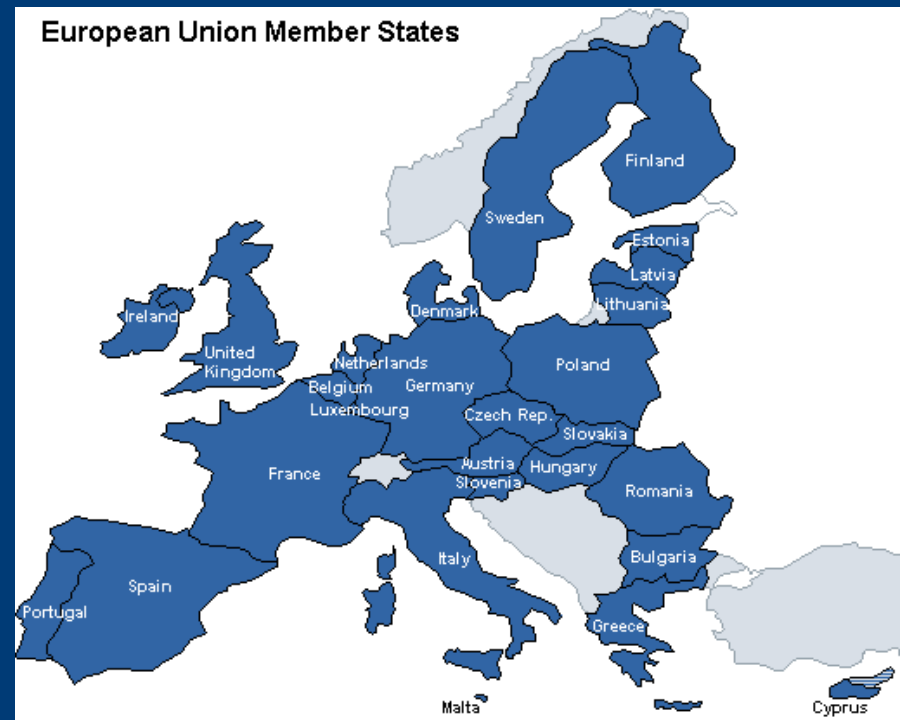 European Union Member States
Finland
Sweden
Estonia
Latvia
Lithuania
Denmark
Ireland
United
Kingdom
Netherlands
Belgium
Germany
Luxembourg
Poland
Czech Rep.
Slovakia
Austria
Hungary
Slovenia
France
Romania
Italy
Bulgaria
Spain
Portugal
Greece
Malta
Cyprus